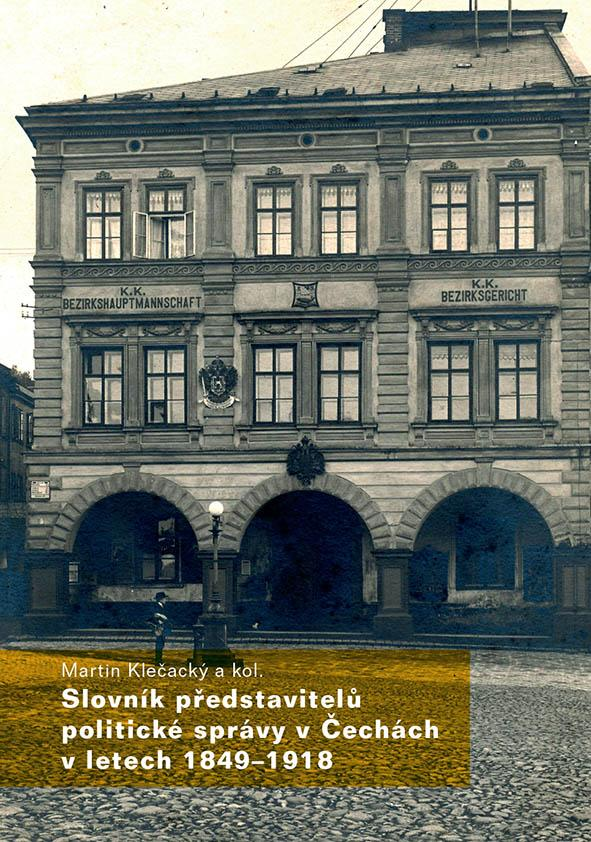 K.K.
BEZIRKSHAUPTMANNSCHAFT
K.K.
BEZIRKSGERICHT
Martin Klečacký a kol.
Slovník představitelů
politické správy v Čechách
v letech 1849–1918